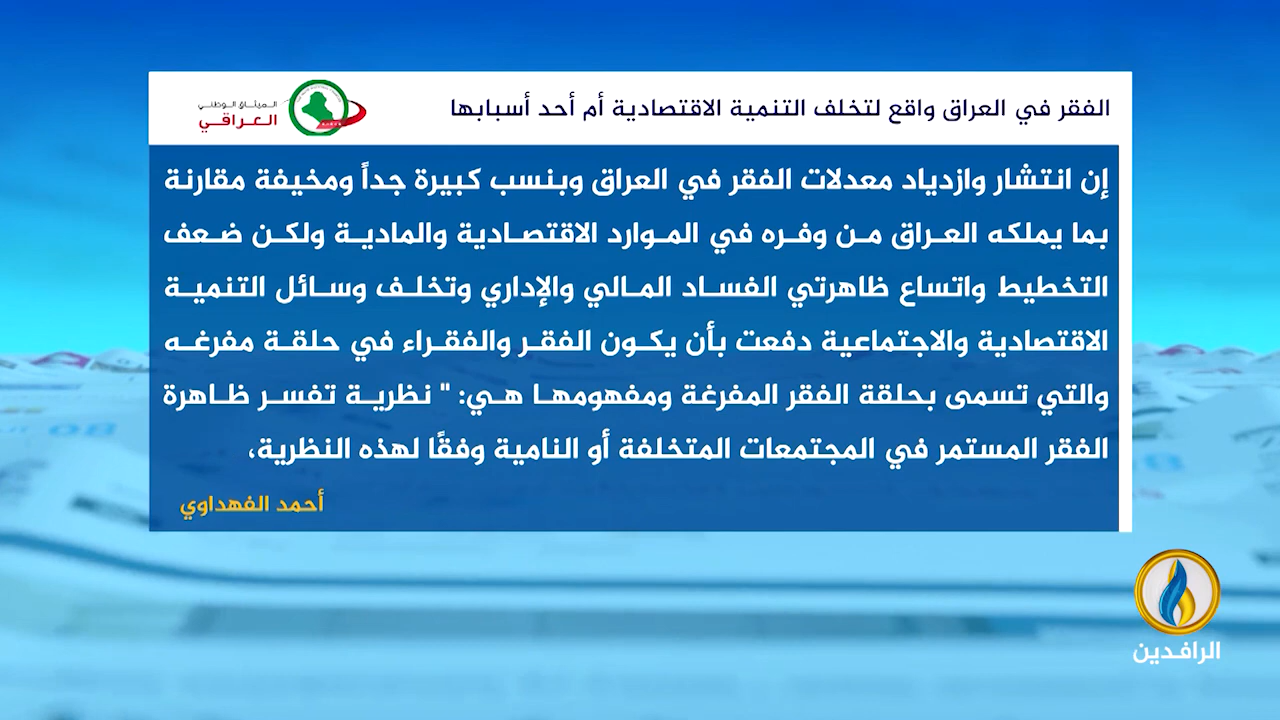 الفقر في العراق واقع لتخلف التنمية الاقتصادية أم أحد أسبابها
الميثاق الوطني
العراقي
إن انتشار وازدياد معدلات الفقر في العراق وبنسب كبيرة جداً ومخيفة مقارنة
بما يملكه العراق من وفره في الموارد الاقتصادية والمادية ولكن ضعف
التخطيط واتساع ظاهرتي الفساد المالي والإداري وتخلف وسائل التنمية
الاقتصادية والاجتماعية دفعت بأن يكون الفقر والفقراء في حلقة مفرغه
والتي تسمى بحلقة الفقر المفرغة ومفهومها هي: " نظرية تفسر ظاهرة
الفقر المستمر في المجتمعات المتخلفة أو النامية وفقًا لهذه النظرية،
أحمد الفهداوي
الرافدين